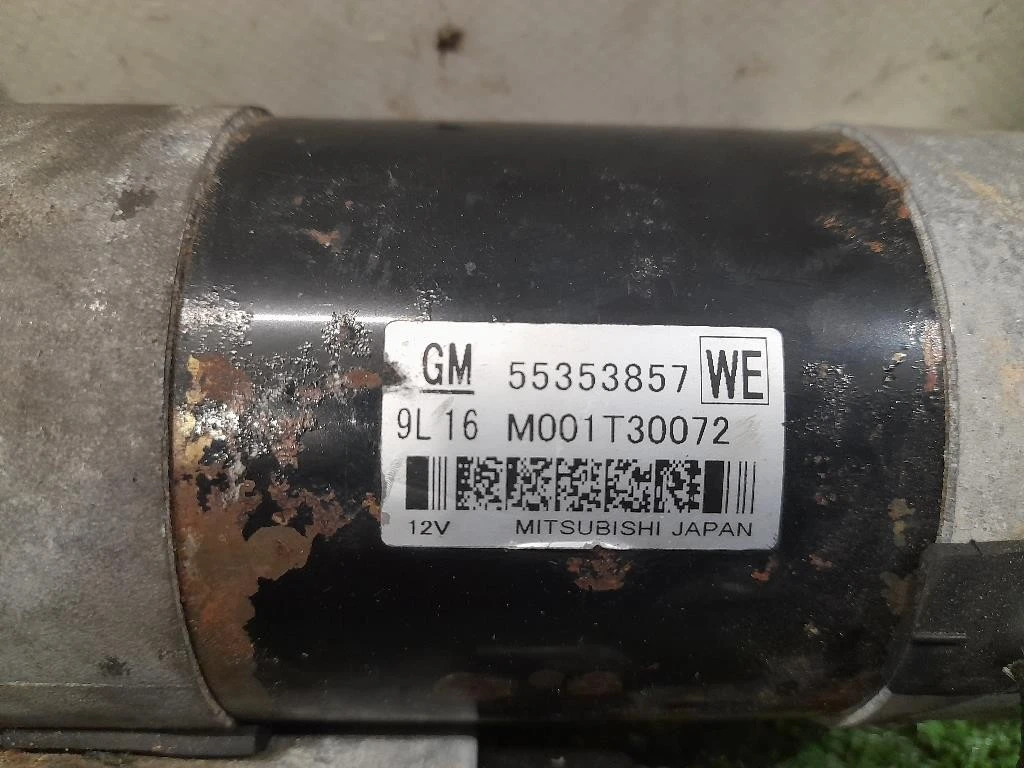 GM 55353857 WE
9L16 M001T30072
12V MITSUBISHI JAPAN